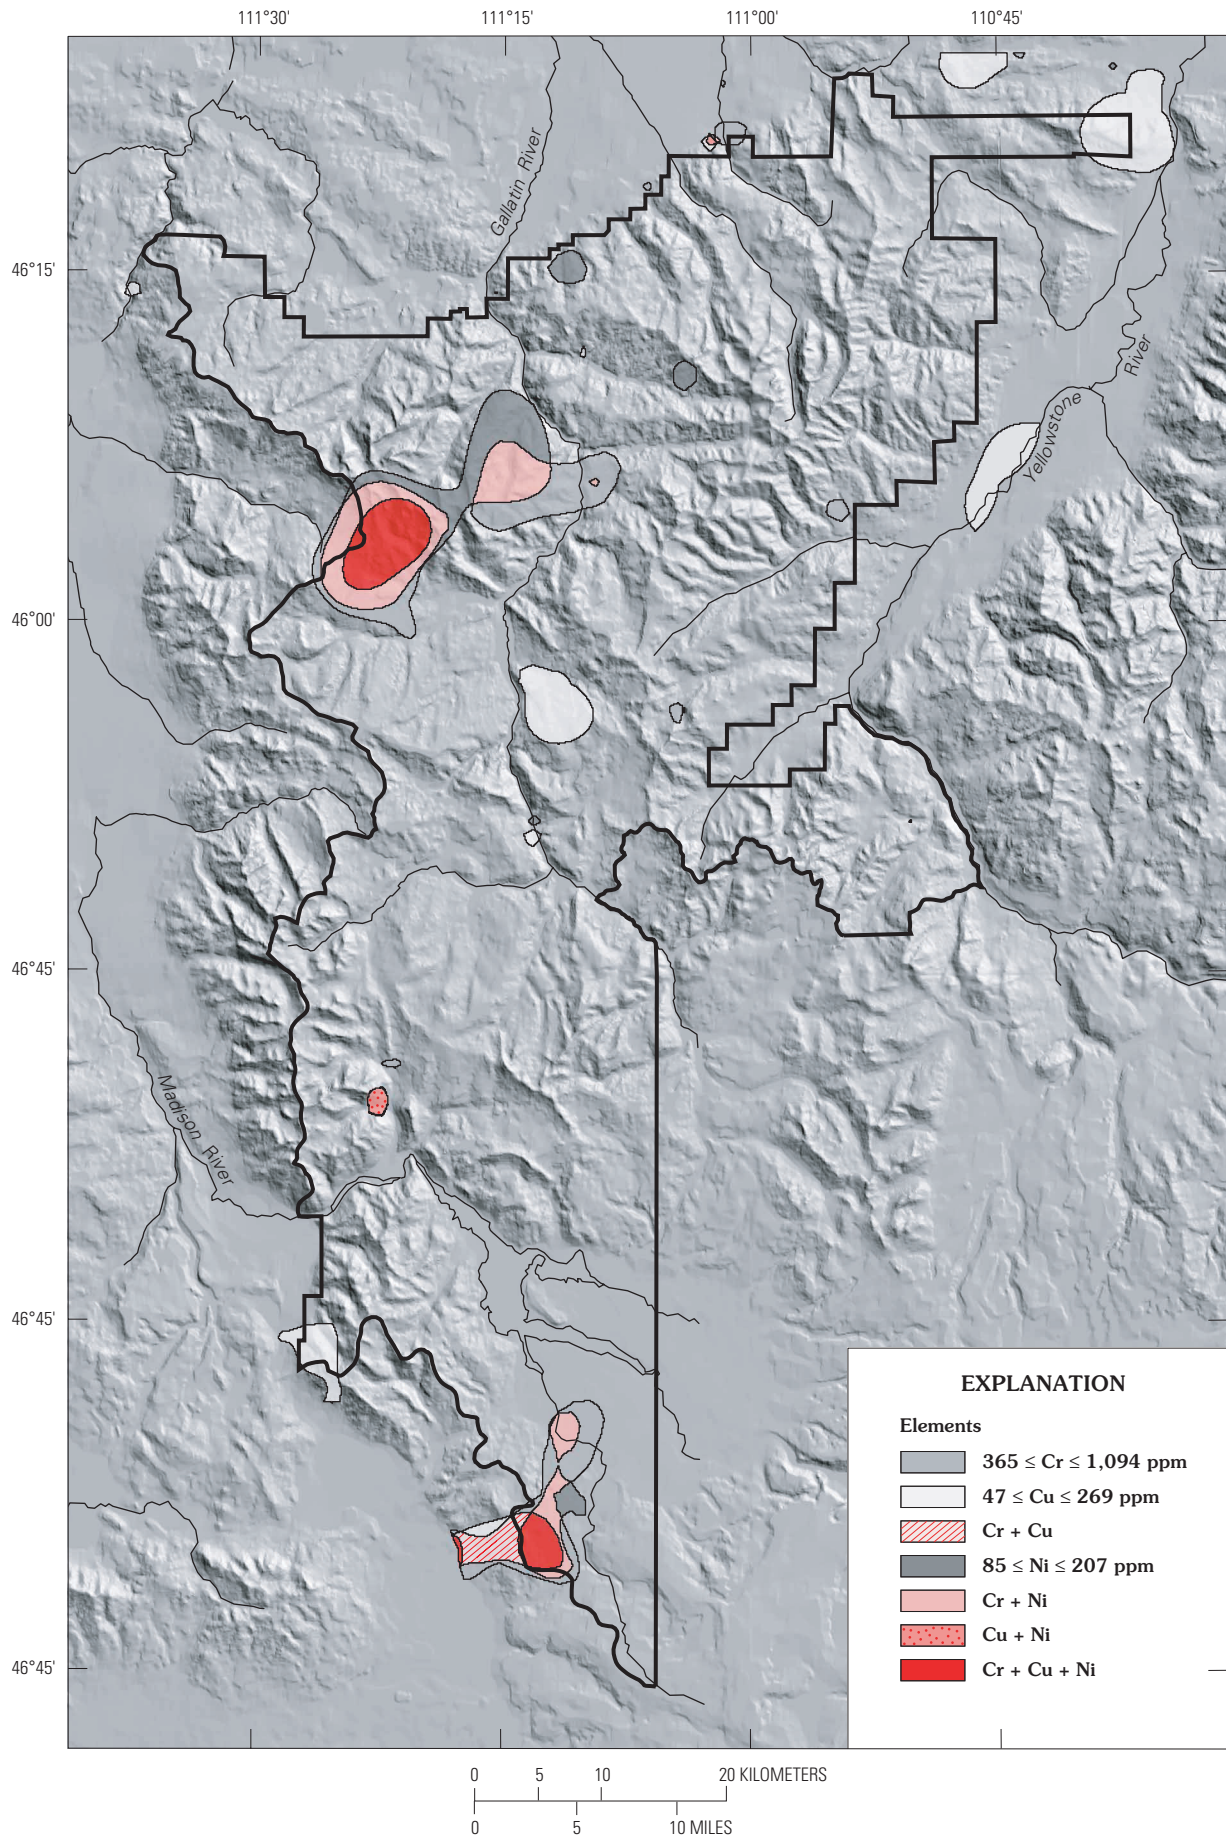 111°30' 111°15' 111°00' 110°45'
Gallatin River
46°15'
River
Yellowstone
46°00'
46°45'
Madison River
46°45'
46°45'
EXPLANATION
Elements
365 ≤ Cr ≤ 1,094 ppm
47 ≤ Cu ≤ 269 ppm
Cr + Cu
85 ≤ Ni ≤ 207 ppm
Cr + Ni
Cu + Ni
Cr + Cu + Ni
0 5 10 20 KILOMETERS
0 5 10 MILES